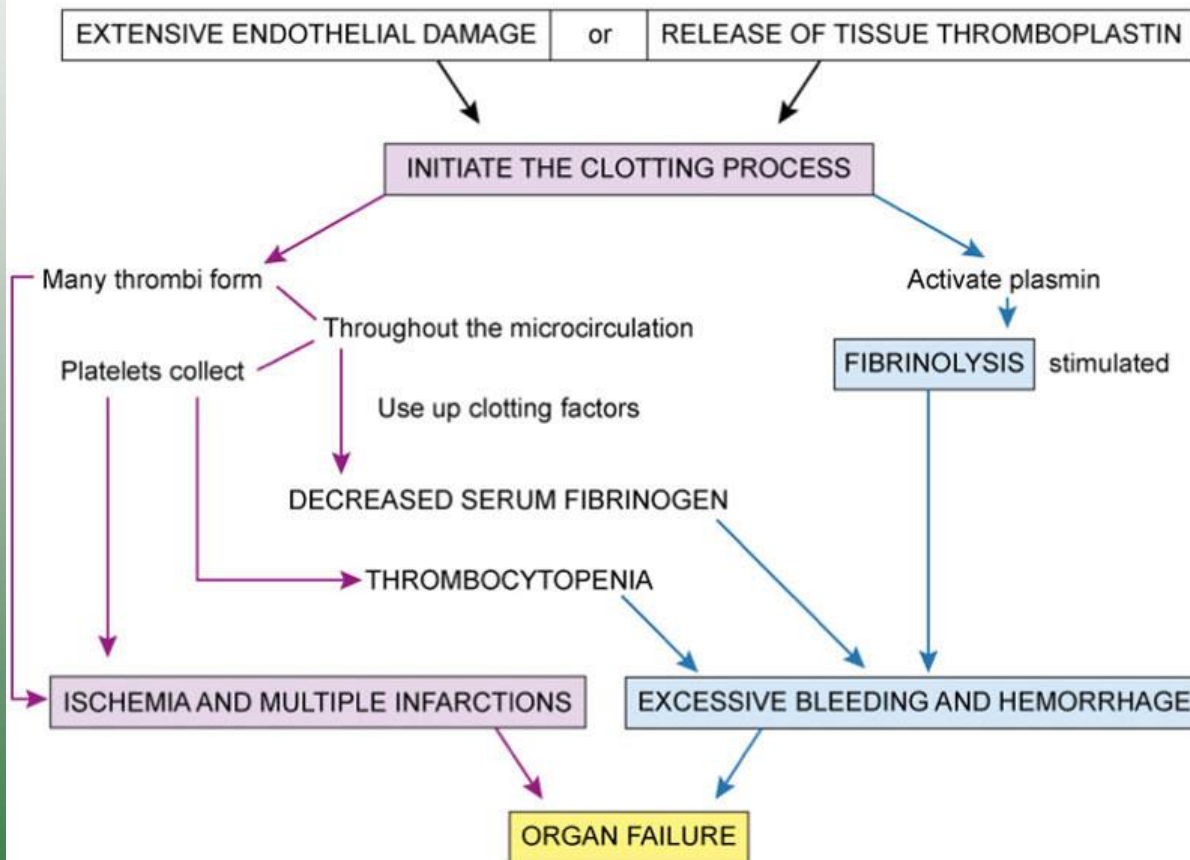 EXTENSIVE ENDOTHELIAL DAMAGE or RELEASE OF TISSUE THROMBOPLASTIN
INITIATE THE CLOTTING PROCESS
Many thrombi form
Activate plasmin
Throughout the microcirculation
Platelets collect
FIBRINOLYSIS stimulated
Use up clotting factors
DECREASED SERUM FIBRINOGEN
THROMBOCYTOPENIA
ISCHEMIA AND MULTIPLE INFARCTIONS
EXCESSIVE BLEEDING AND HEMORRHAGE
ORGAN FAILURE